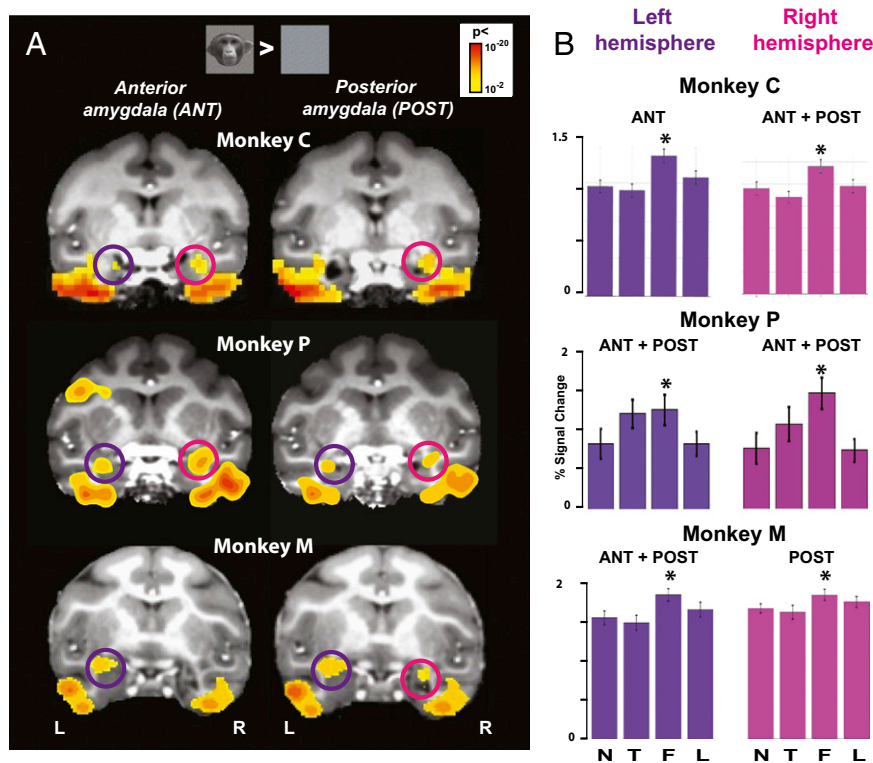 A
>
p<
10-20
10-2
Anterior
amygdala (ANT)
Posterior
amygdala (POST)
Monkey C
Monkey P
Monkey M
L
R
L
R
B
Left
hemisphere
Right
hemisphere
Monkey C
ANT
ANT + POST
1.5
*
*
0
Monkey P
ANT + POST
ANT + POST
2
*
*
% Signal Change
0
Monkey M
ANT + POST
POST
2
*
*
0
N T F L
N T F L